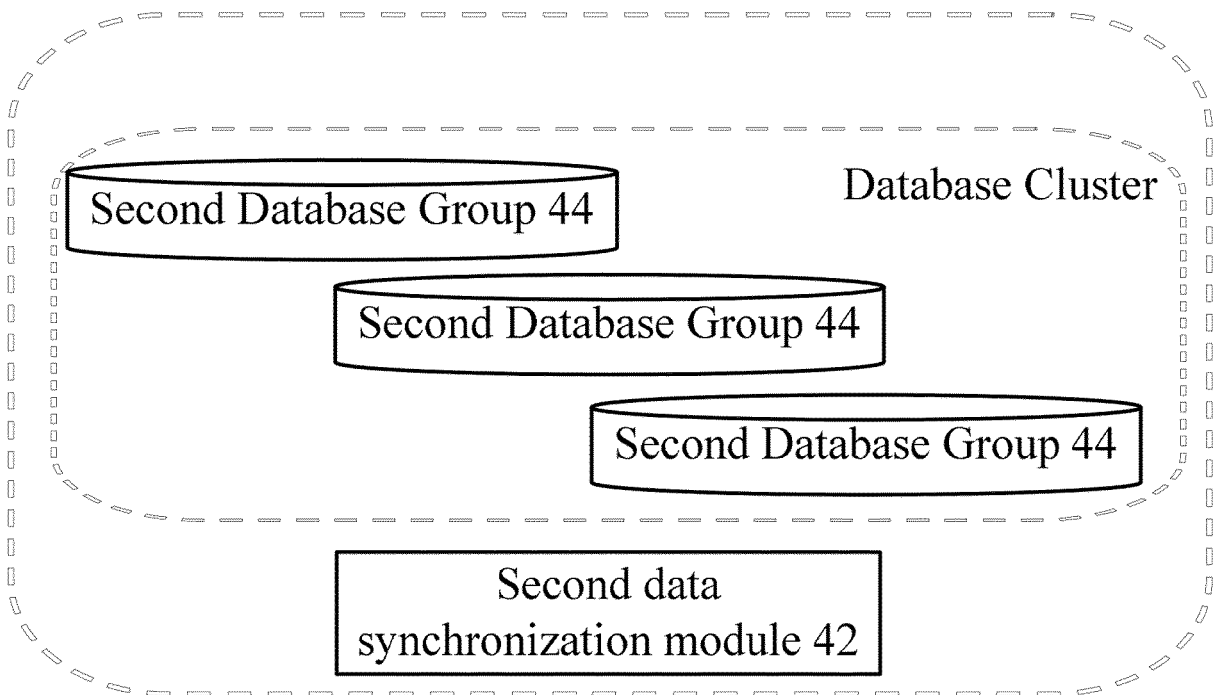 Database Cluster
Second Database Group 44
Second Database Group 44
Second Database Group 44
Second data
synchronization module 42